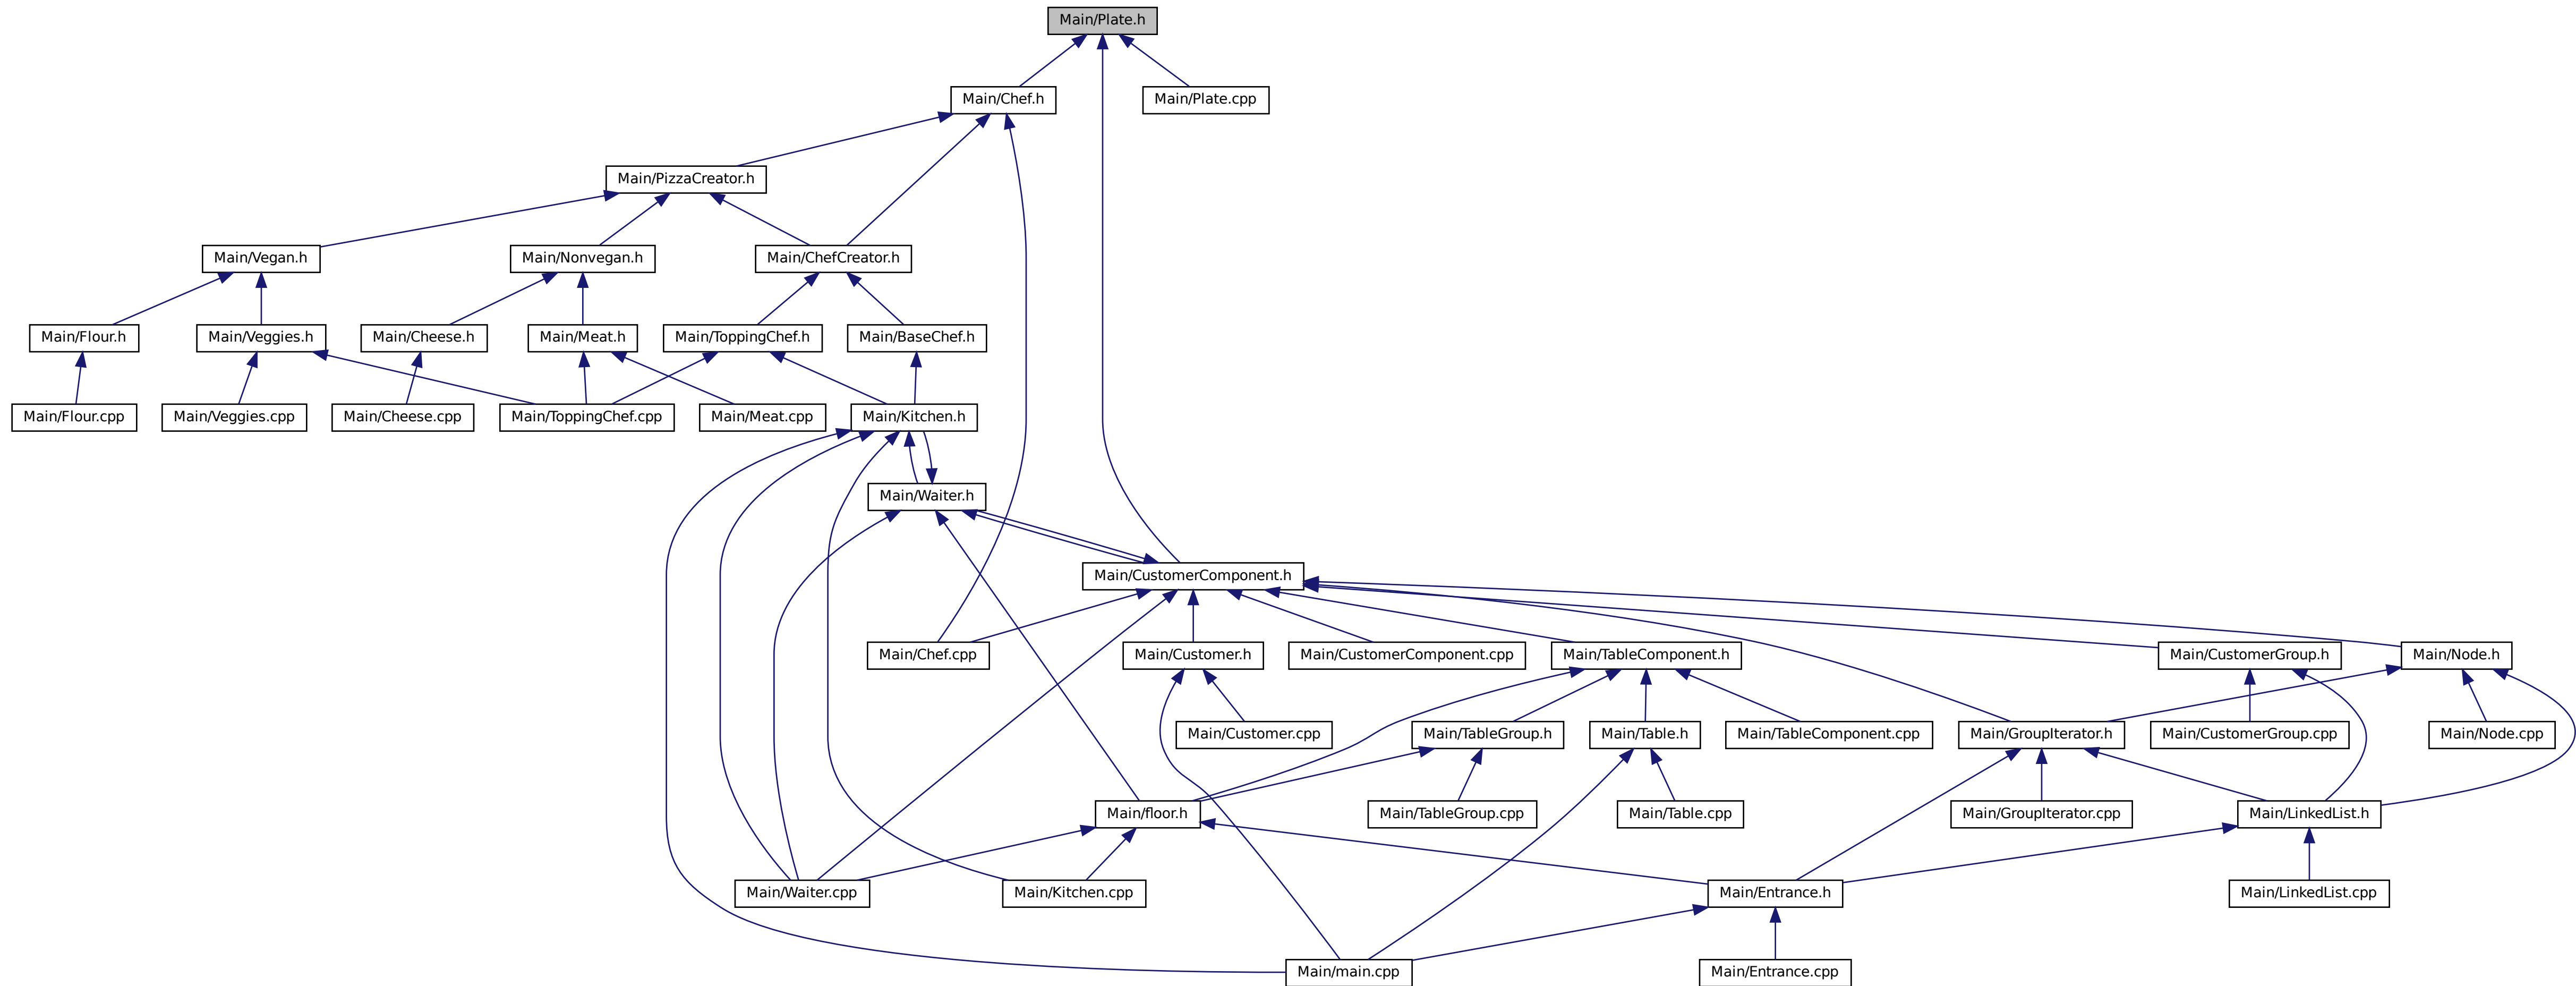 Main/Plate.h
Main/Chef.h
Main/Plate.cpp
Main/PizzaCreator.h
Main/Vegan.h
Main/Nonvegan.h
Main/ChefCreator.h
Main/Flour.h
Main/Veggies.h
Main/Cheese.h
Main/Meat.h
Main/ToppingChef.h
Main/BaseChef.h
Main/Flour.cpp
Main/Veggies.cpp
Main/Cheese.cpp
Main/ToppingChef.cpp
Main/Meat.cpp
Main/Kitchen.h
Main/Waiter.h
Main/CustomerComponent.h
Main/Chef.cpp
Main/Customer.h
Main/CustomerComponent.cpp
Main/TableComponent.h
Main/CustomerGroup.h
Main/Node.h
Main/Customer.cpp
Main/TableGroup.h
Main/Table.h
Main/TableComponent.cpp
Main/GroupIterator.h
Main/CustomerGroup.cpp
Main/Node.cpp
Main/floor.h
Main/TableGroup.cpp
Main/Table.cpp
Main/GroupIterator.cpp
Main/LinkedList.h
Main/Waiter.cpp
Main/Kitchen.cpp
Main/Entrance.h
Main/LinkedList.cpp
Main/main.cpp
Main/Entrance.cpp